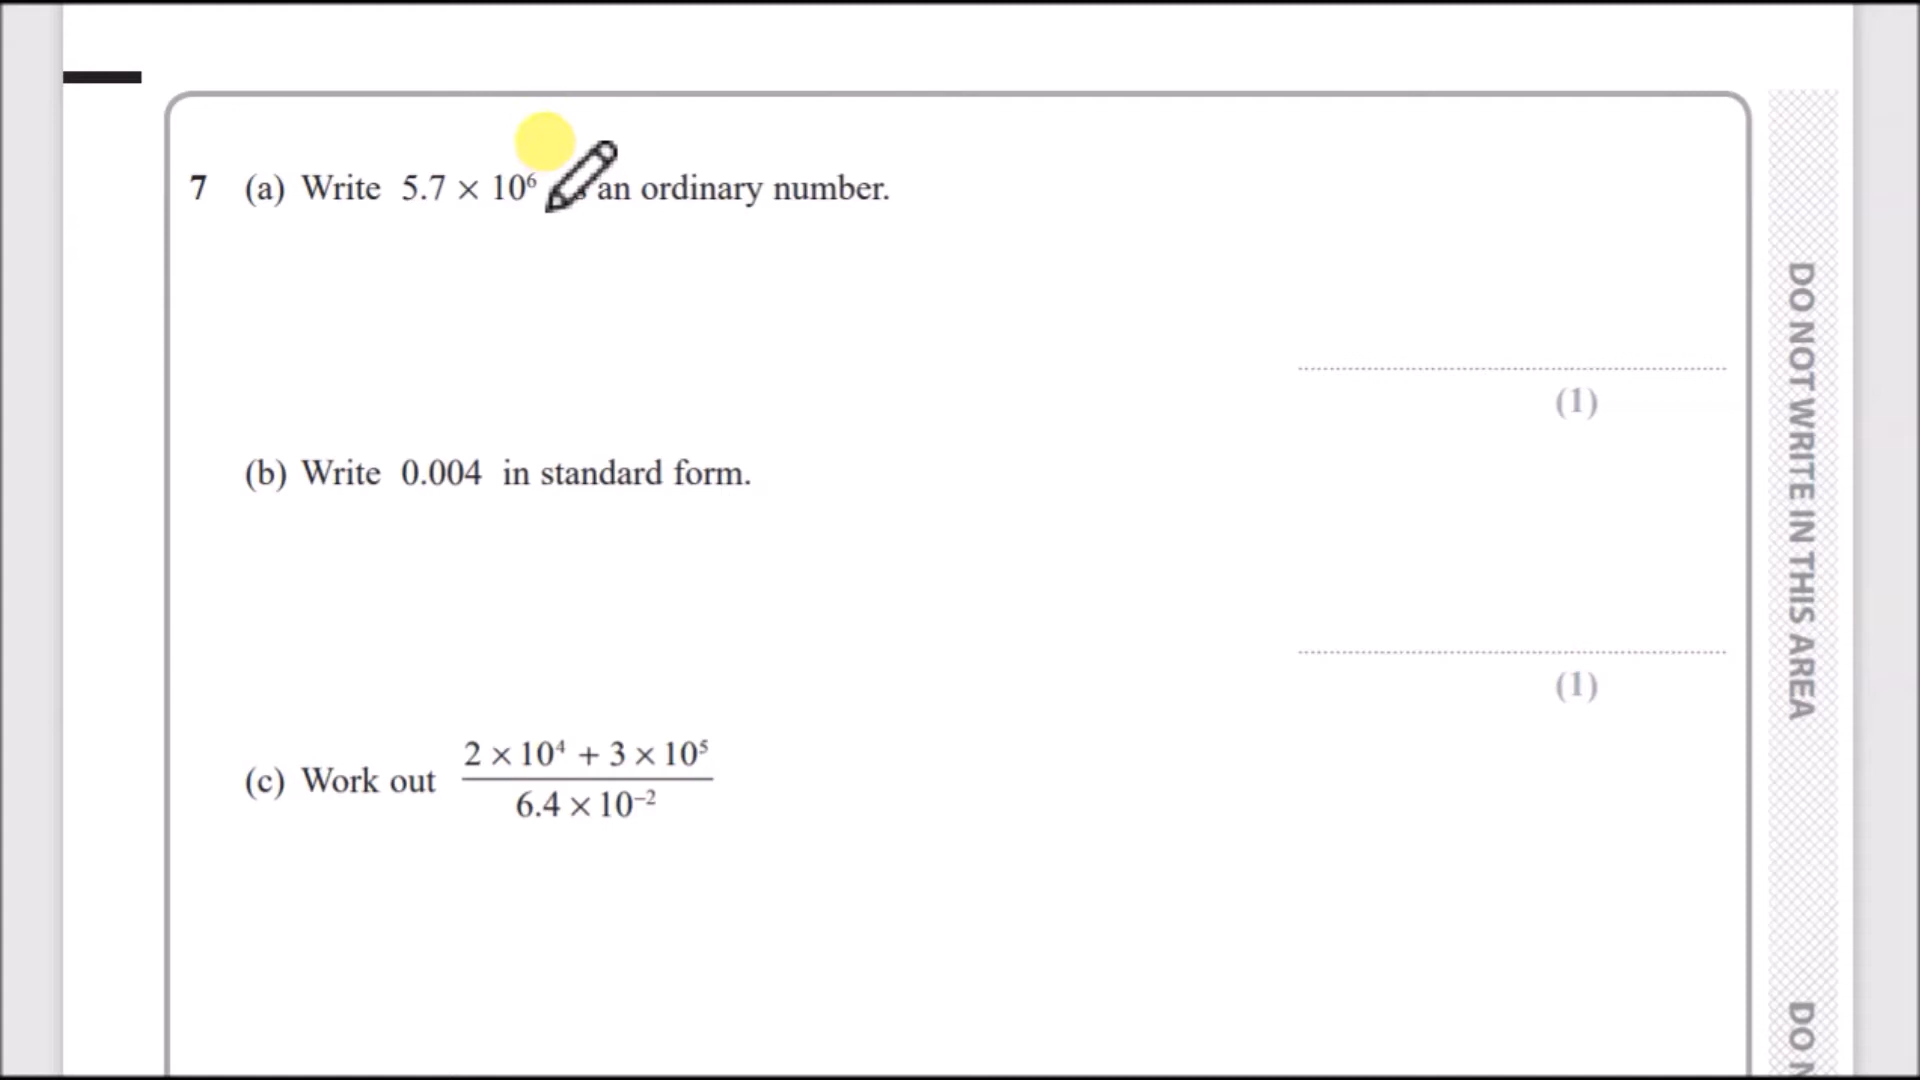 7 (a) Write 5.7 × 10⁶ an ordinary number.
(1)
(b) Write 0.004 in standard form.
(1)
(c) Work out 2 × 10⁴ + 3 × 10⁵
6.4 × 10⁻²
DO NOT WRITE IN THIS AREA
DO N